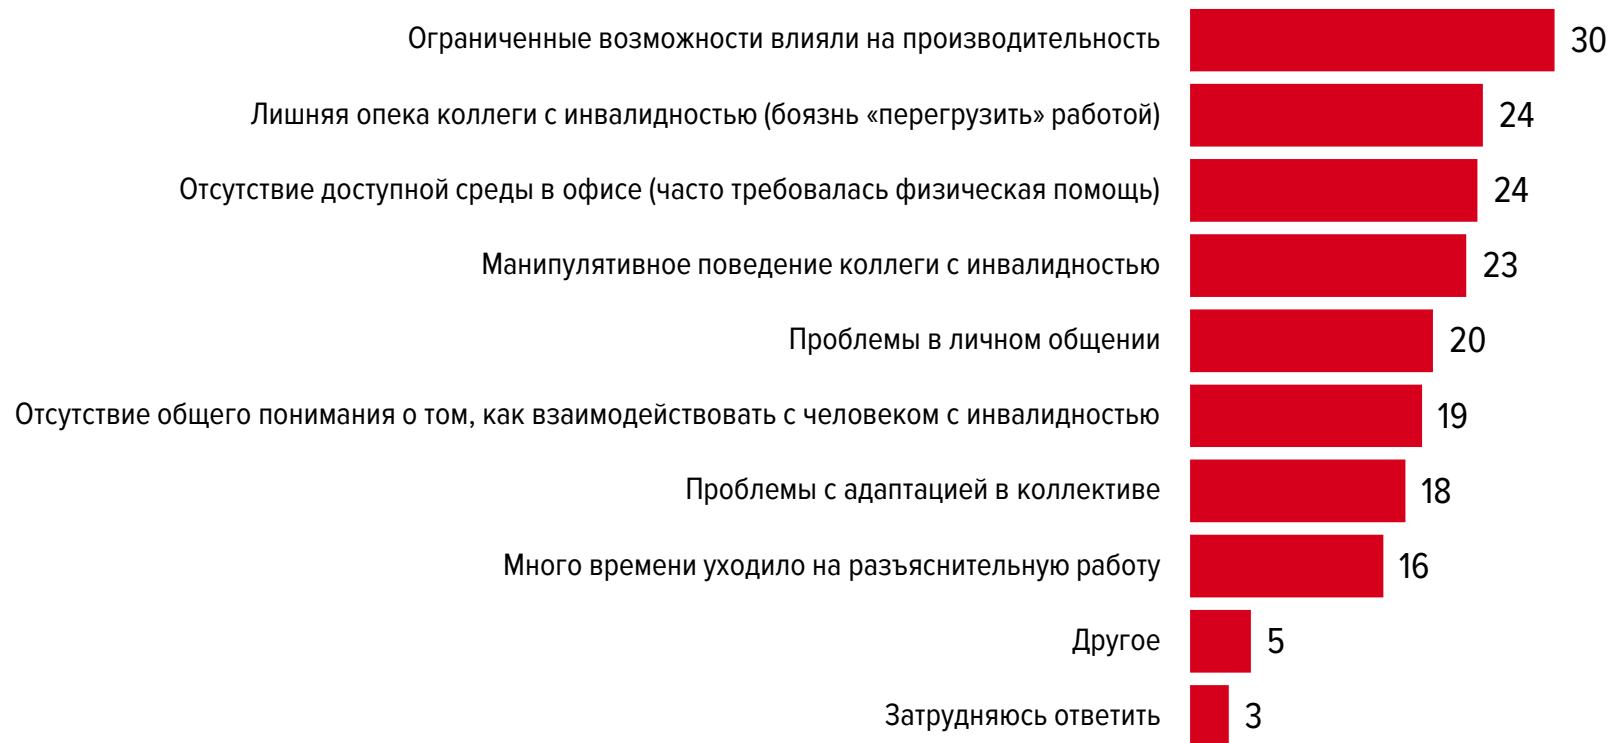 Ограниченные возможности влияли на производительность 30
Лишняя опека коллеги с инвалидностью (боязнь «перегрузить» работой) 24
Отсутствие доступной среды в офисе (часто требовалась физическая помощь) 24
Манипулятивное поведение коллеги с инвалидностью 23
Проблемы в личном общении 20
Отсутствие общего понимания о том, как взаимодействовать с человеком с инвалидностью 19
Проблемы с адаптацией в коллективе 18
Много времени уходило на разъяснительную работу 16
Другое 5
Затрудняюсь ответить 3